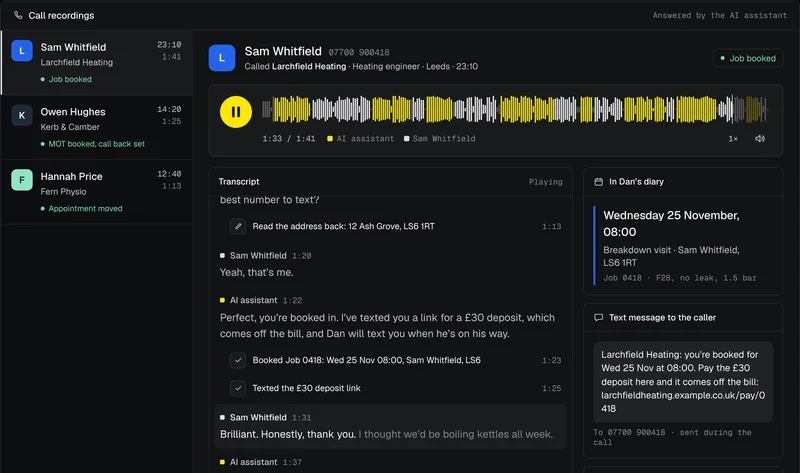 Call recordings
Answered by the AI assistant
L
Sam Whitfield
23:10
Larchfield Heating
1:41
Job booked
K
Owen Hughes
14:20
Kerb & Camber
1:25
MOT booked, call back set
F
Hannah Price
12:40
Fern Physio
1:13
Appointment moved
L
Sam Whitfield 07700 900418
Called Larchfield Heating · Heating engineer · Leeds · 23:10
Job booked
1:33 / 1:41
AI assistant
Sam Whitfield
1×
Transcript
Playing
best number to text?
Read the address back: 12 Ash Grove, LS6 1RT
1:13
Sam Whitfield 1:20
Yeah, that’s me.
AI assistant 1:22
Perfect, you’re booked in. I’ve texted you a link for a £30 deposit, which
comes off the bill, and Dan will text you when he’s on his way.
Booked Job 0418: Wed 25 Nov 08:00, Sam Whitfield, LS6
1:23
Texted the £30 deposit link
1:25
Sam Whitfield 1:31
Brilliant. Honestly, thank you. I thought we’d be boiling kettles all week.
AI assistant 1:37
In Dan’s diary
Wednesday 25 November,
08:00
Breakdown visit · Sam Whitfield,
LS6 1RT
Job 0418 · F28, no leak, 1.5 bar
Text message to the caller
Larchfield Heating: you’re booked for
Wed 25 Nov at 08:00. Pay the £30
deposit here and it comes off the bill:
larchfieldheating.example.co.uk/pay/0
418
To 07700 900418 · sent during the
call